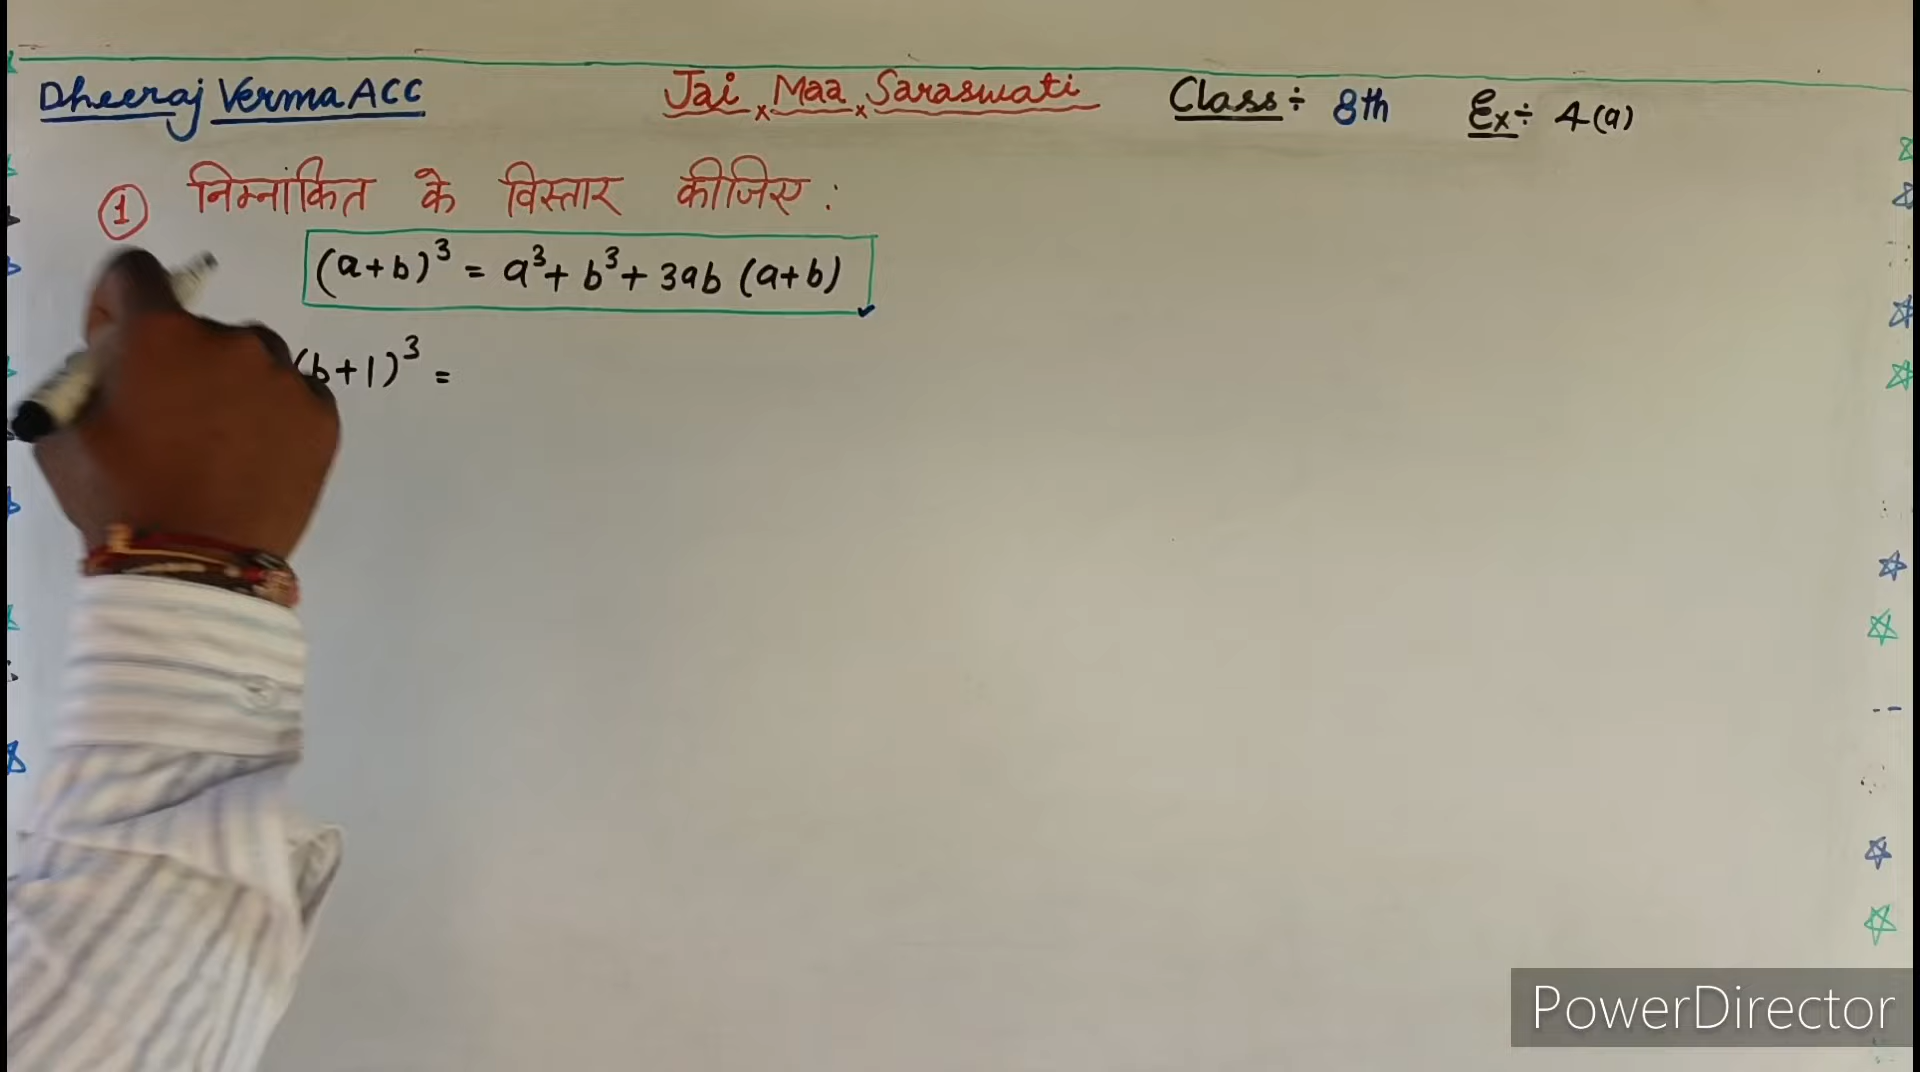 Dheeraj Verma ACC Jai x Maa x Saraswati Class ÷ 8th Ex ÷ 4(a)
① निम्नांकित के विस्तार कीजिए :
(a+b)³ = a³ + b³ + 3ab (a+b)
(b+1)³ =
PowerDirector